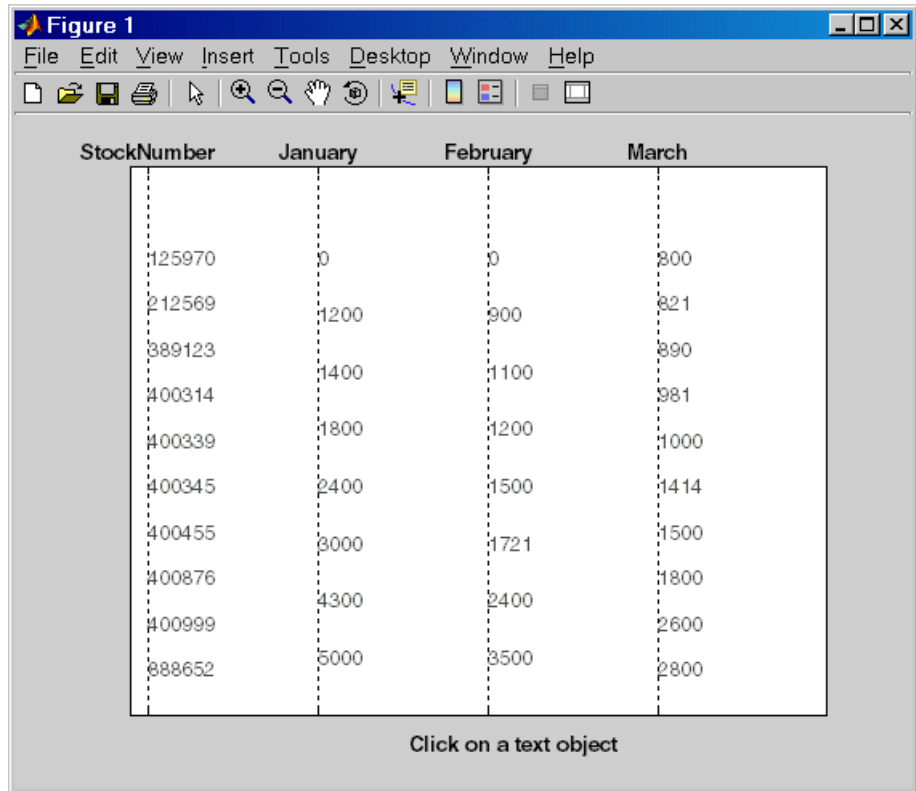 Figure 1
File Edit View Insert Tools Desktop Window Help
StockNumber January February March
125970 0 0 800
212569 1200 900 821
389123 1400 1100 890
400314 981
400339 1800 1200 1000
400345 2400 1500 1414
400455 3000 1721 1500
400876 4300 2400 1800
400999 2600
888652 5000 3500 2800
Click on a text object